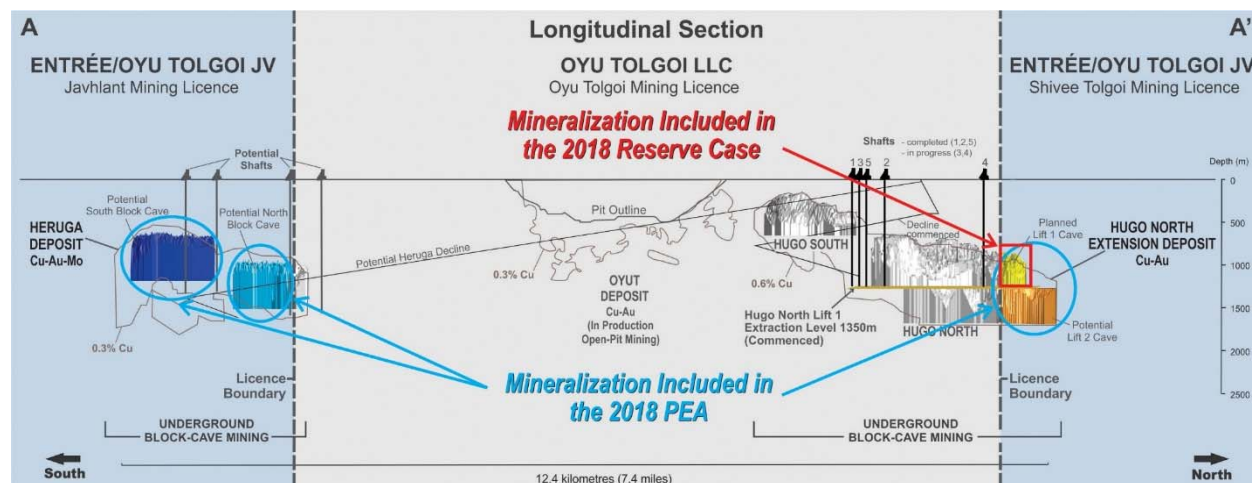 A
Longitudinal Section
A'
ENTRÉE/OYU TOLGOI JV
Javhlant Mining Licence
OYU TOLGOI LLC
Oyu Tolgoi Mining Licence
ENTRÉE/OYU TOLGOI JV
Shivee Tolgoi Mining Licence
Mineralization Included in
the 2018 Reserve Case
Shafts - completed (1,2,5)
- in progress (3,4)
Potential
Shafts
1 3 5 2 4
Depth (m)
0
500
1000
1500
2000
2500
Potential
South Block Cave
Potential North
Block Cave
HERUGA
DEPOSIT
Cu-Au-Mo
0.3% Cu
Potential Heruga Decline
Pit Outline
0.3% Cu
OYUT
DEPOSIT
Cu-Au
(In Production
Open-Pit Mining)
HUGO SOUTH
0.6% Cu
Decline
commenced
Hugo North Lift 1
Extraction Level 1350m
(Commenced)
HUGO NORTH
Planned
Lift 1 Cave
HUGO NORTH
EXTENSION DEPOSIT
Cu-Au
Potential
Lift 2 Cave
Licence
Boundary
Mineralization Included in
the 2018 PEA
Licence
Boundary
UNDERGROUND
BLOCK-CAVE MINING
UNDERGROUND
BLOCK-CAVE MINING
South
12.4 kilometres (7.4 miles)
North